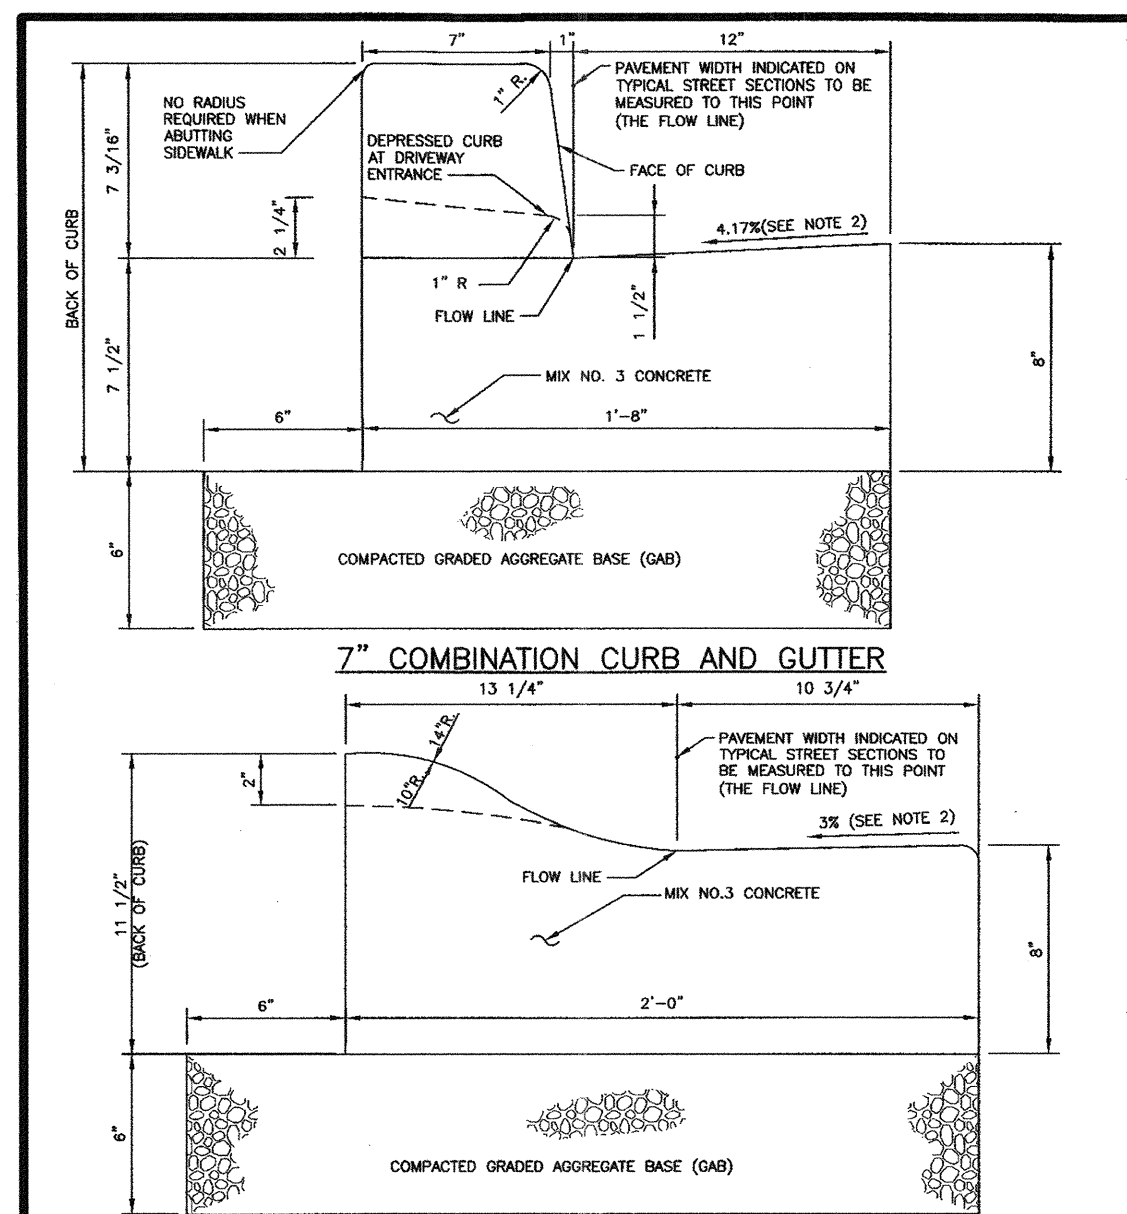 7" 1" 12"
NO RADIUS
REQUIRED WHEN
ABUTTING
SIDEWALK
1" R.
PAVEMENT WIDTH INDICATED ON
TYPICAL STREET SECTIONS TO BE
MEASURED TO THIS POINT
(THE FLOW LINE)
DEPRESSED CURB
AT DRIVEWAY
ENTRANCE
FACE OF CURB
7 3/16"
2 1/4"
BACK OF CURB
4.17%(SEE NOTE 2)
1" R
FLOW LINE
1 1/2"
7 1/2"
8"
MIX NO. 3 CONCRETE
6" 1'-8"
6"
COMPACTED GRADED AGGREGATE BASE (GAB)
7" COMBINATION CURB AND GUTTER
13 1/4" 10 3/4"
14"R.
10"R.
2"
PAVEMENT WIDTH INDICATED ON
TYPICAL STREET SECTIONS TO
BE MEASURED TO THIS POINT
(THE FLOW LINE)
3% (SEE NOTE 2)
FLOW LINE
MIX NO.3 CONCRETE
11 1/2"
(BACK OF CURB)
8"
6" 2'-0"
6"
COMPACTED GRADED AGGREGATE BASE (GAB)